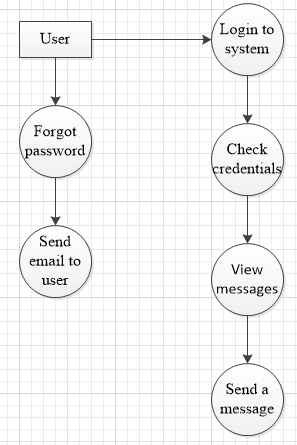 User
Login to
system
Forgot
password
Check
credentials
Send
email to
user
View
messages
Send a
message